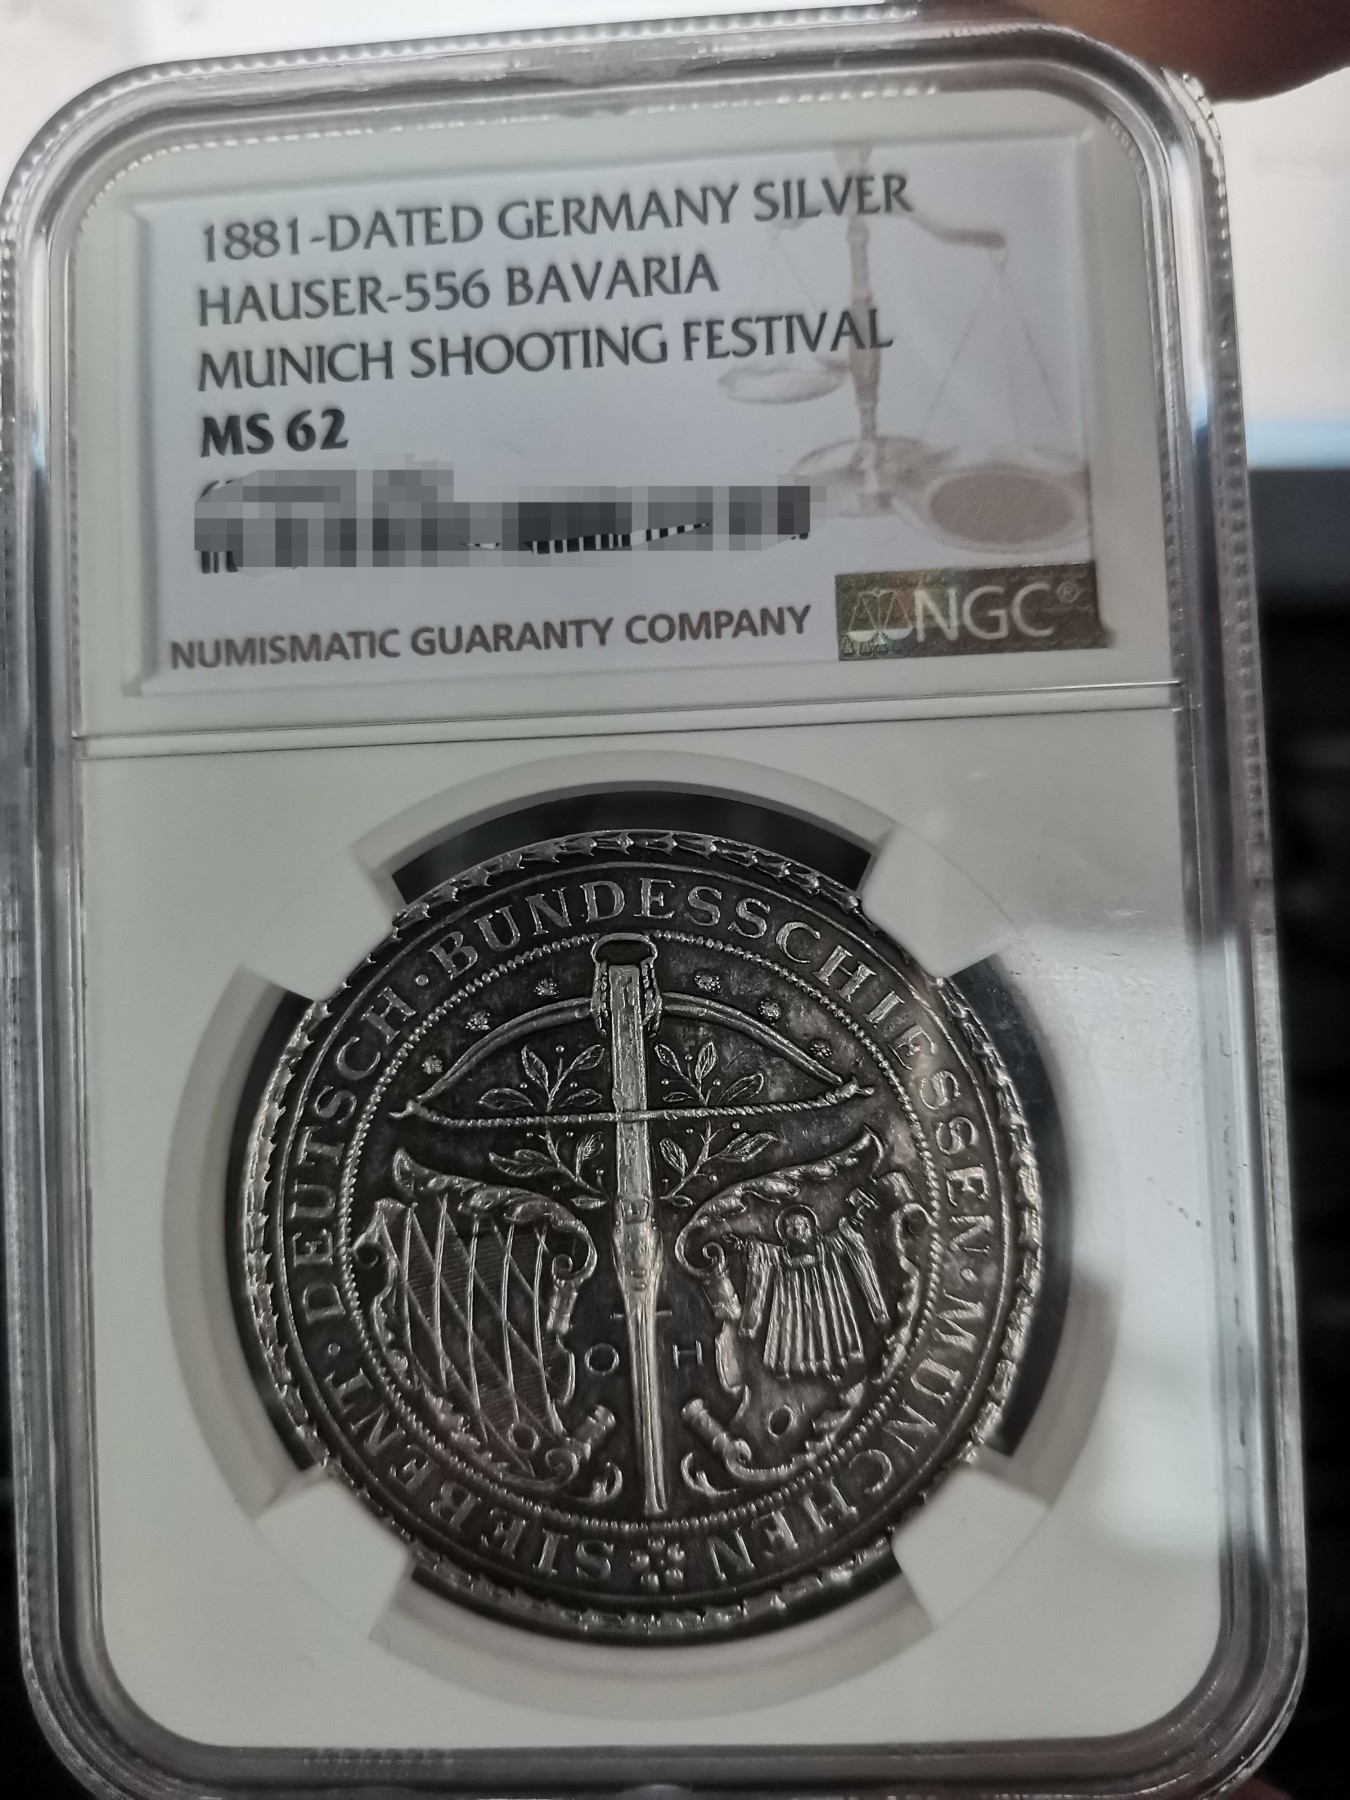 1881-DATED GERMANY SILVER
HAUSER-556 BAVARIA
MUNICH SHOOTING FESTIVAL
MS 62
NUMISMATIC GUARANTY COMPANY
NGC®
SIEBENT · DEUTSCH · BUNDESSCHIESSEN · MUNCHEN
O H